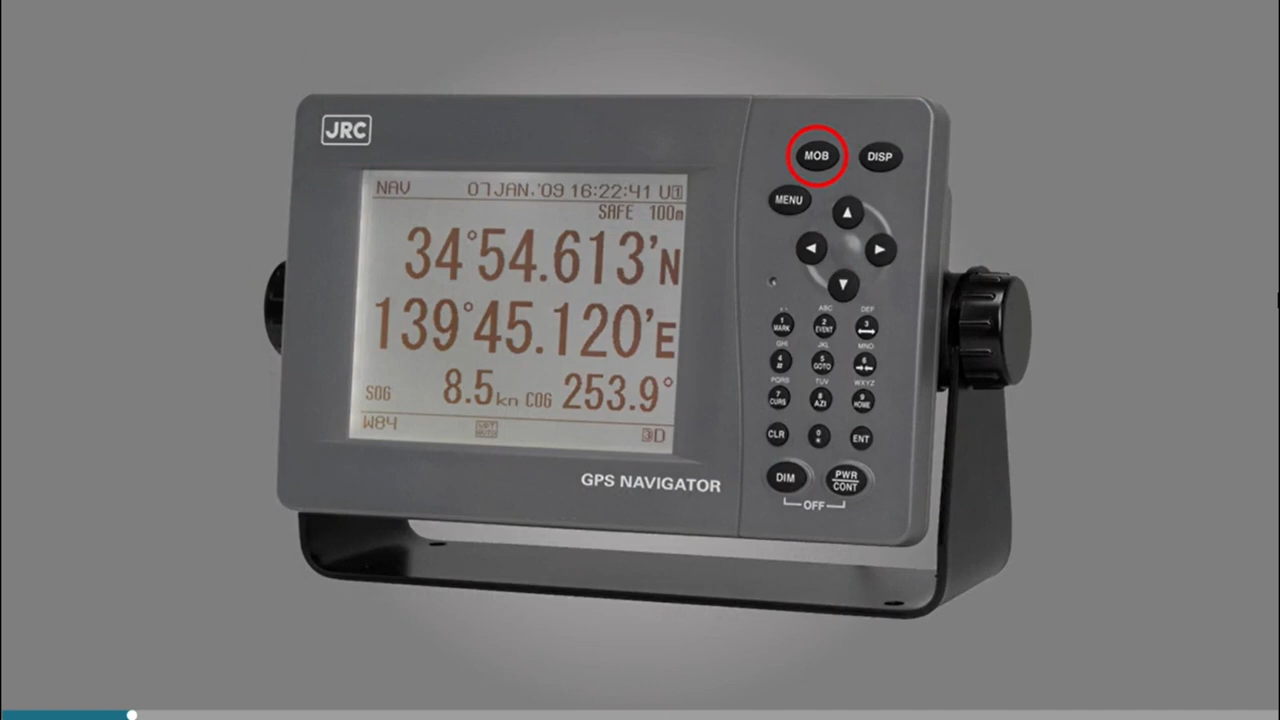 JRC
NAV 07 JAN.'09 16:22:41 U1
SAFE 100m
34°54.613'N
139°45.120'E
SOG 8.5kn COG 253.9°
W84
3D
GPS NAVIGATOR
MOB DISP
MENU
▲
◀ ▶
▼
ABC DEF
1 MARK 2 EVENT 3
GHI JKL MNO
4 5 GOTO 6
PQRS TUV WXYZ
7 CURS 8 AZI 9 HOME
CLR 0 * ENT
DIM PWR CONT
OFF